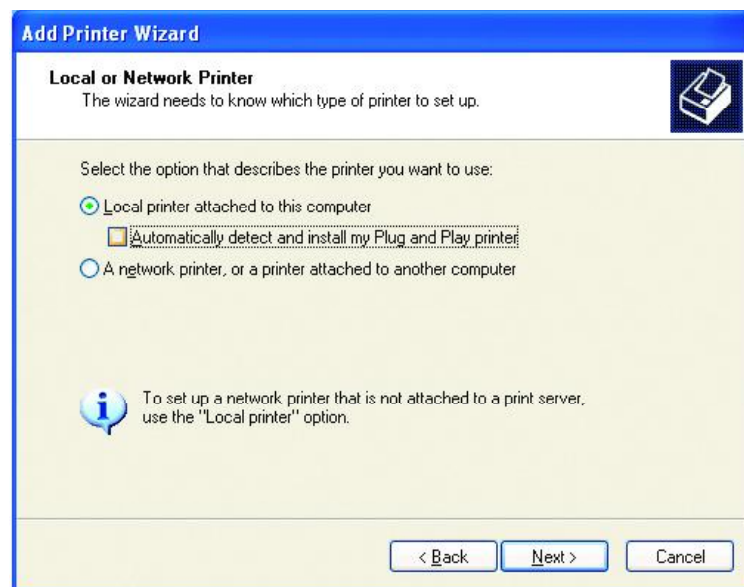 Add Printer Wizard
Local or Network Printer
The wizard needs to know which type of printer to set up.
Select the option that describes the printer you want to use:
Local printer attached to this computer
Automatically detect and install my Plug and Play printer
A network printer, or a printer attached to another computer
To set up a network printer that is not attached to a print server,
use the "Local printer" option.
< Back
Next >
Cancel